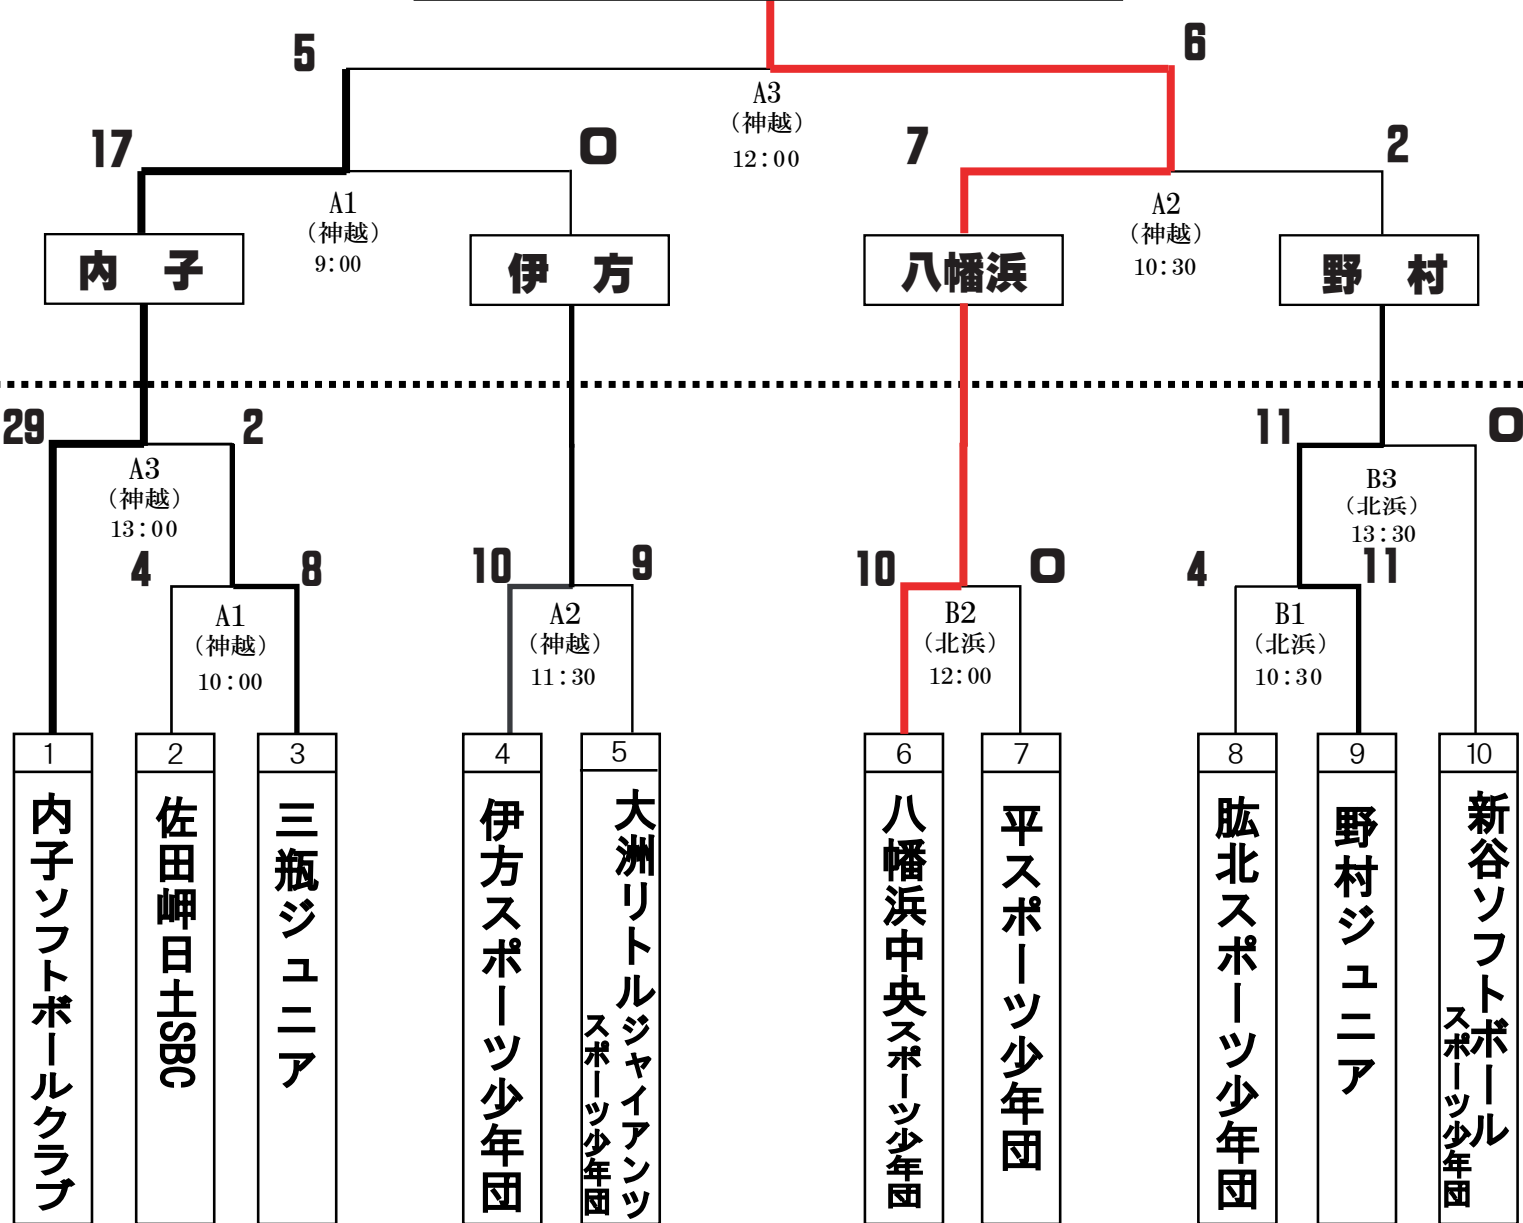 5
6
A3
(神越)
12:00
17
0
7
2
A1
(神越)
9:00
A2
(神越)
10:30
内　子
伊　方
八幡浜
野　村
29
2
11
0
A3
(神越)
13:00
B3
(北浜)
13:30
4
8
10
9
10
0
4
11
A1
(神越)
10:00
A2
(神越)
11:30
B2
(北浜)
12:00
B1
(北浜)
10:30
1
内子ソフトボールクラブ
2
佐田岬日土SBC
3
三瓶ジュニア
4
伊方スポーツ少年団
5
大洲リトルジャイアンツ
スポーツ少年団
6
八幡浜中央スポーツ少年団
7
平スポーツ少年団
8
肱北スポーツ少年団
9
野村ジュニア
10
新谷ソフトボール
スポーツ少年団